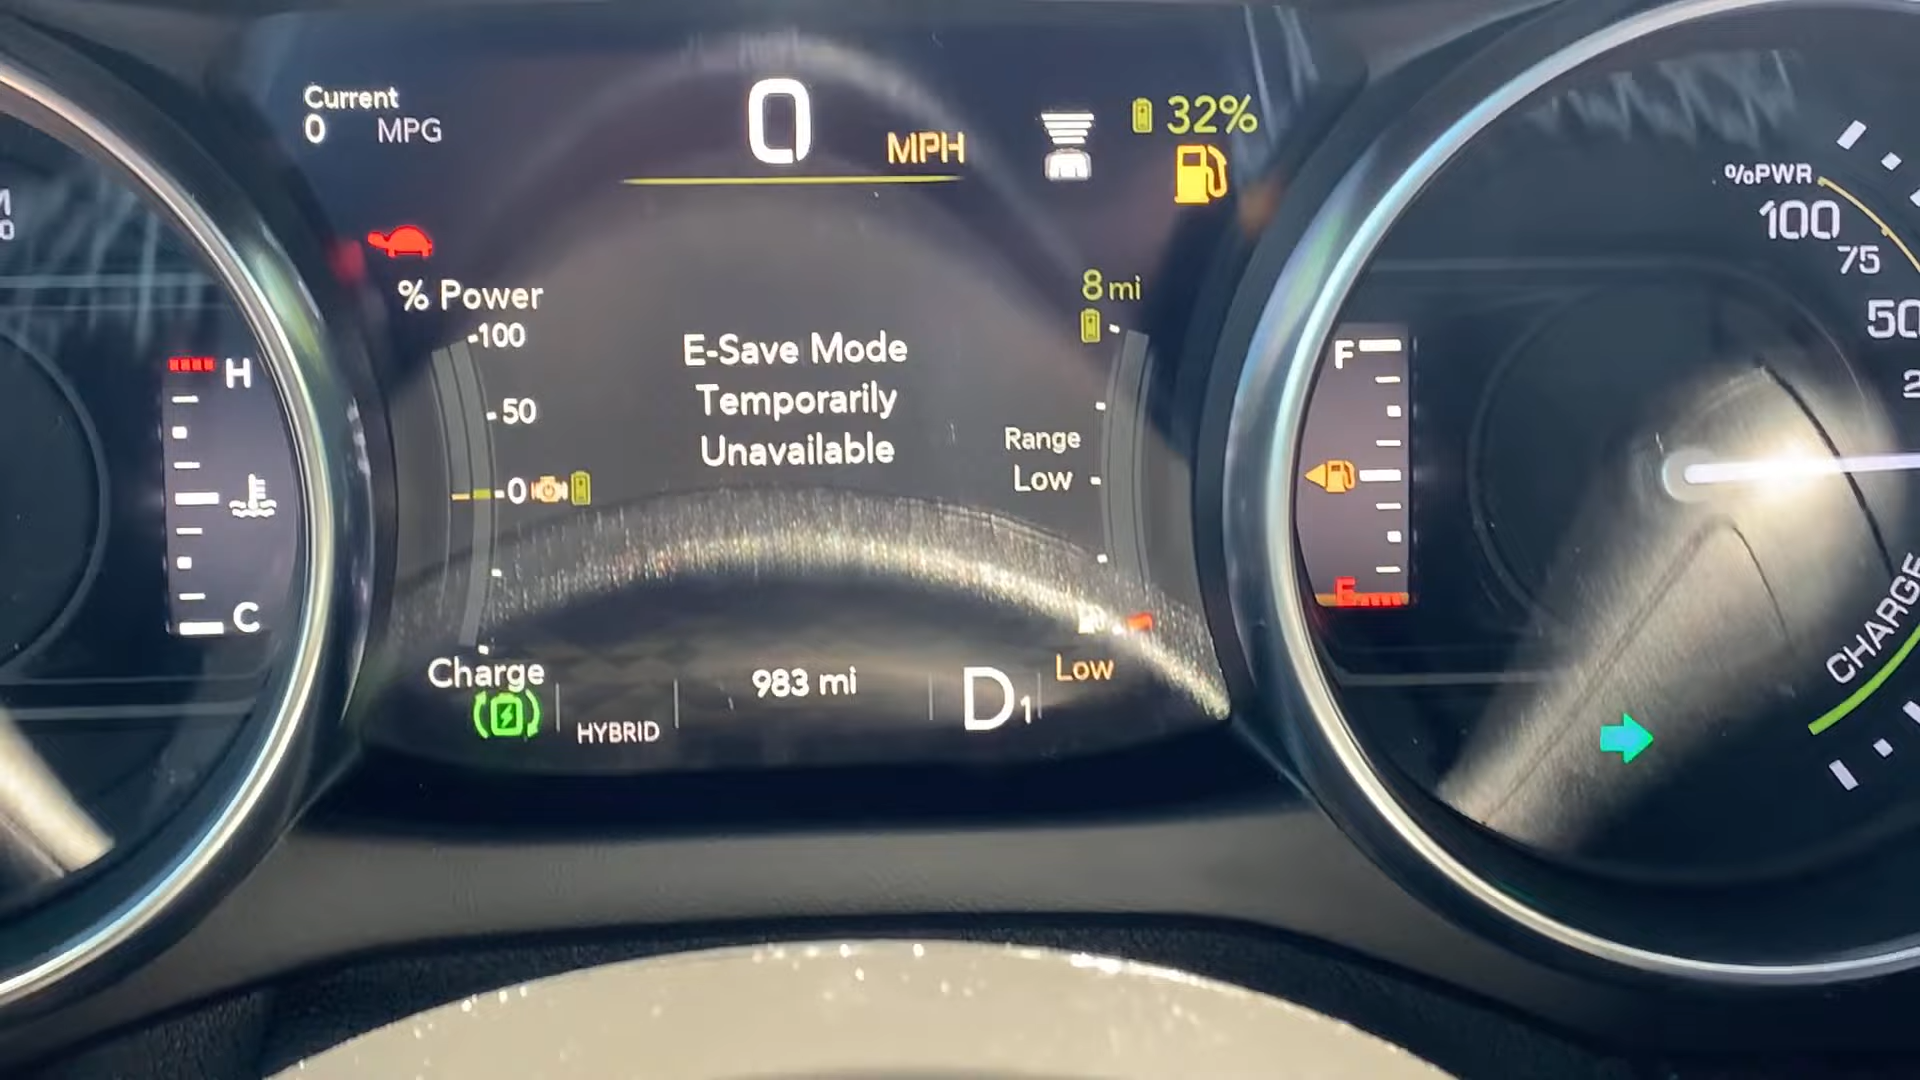 Current
0 MPG
0 MPH
32%
% Power
100
50
0
E-Save Mode
Temporarily
Unavailable
8 mi
Range
Low
Charge
HYBRID
983 mi
D1
Low
H
C
F
E
%PWR
100
75
50
CHARGE